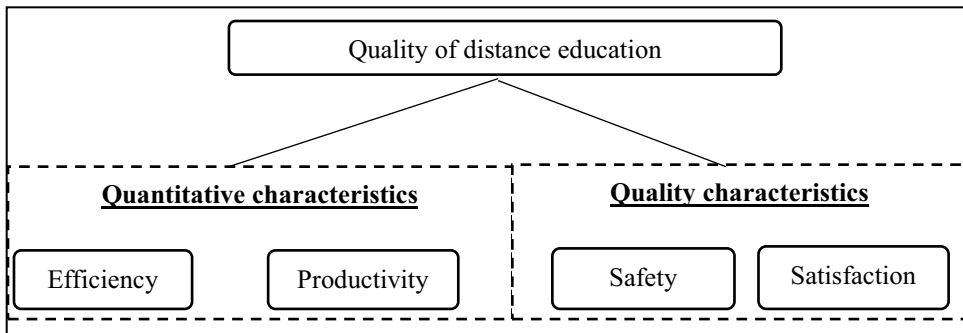 Quality of distance education
Quantitative characteristics
Efficiency
Productivity
Quality characteristics
Safety
Satisfaction